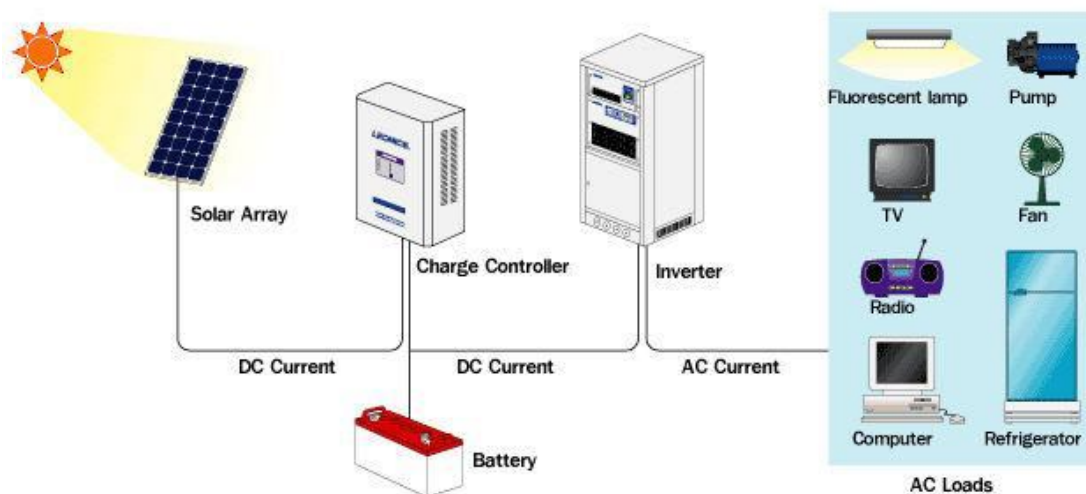 Fluorescent lamp
Pump
LEONICS
Solar Array
TV
Fan
Charge Controller
Inverter
Radio
DC Current
DC Current
AC Current
Computer
Refrigerator
Battery
AC Loads